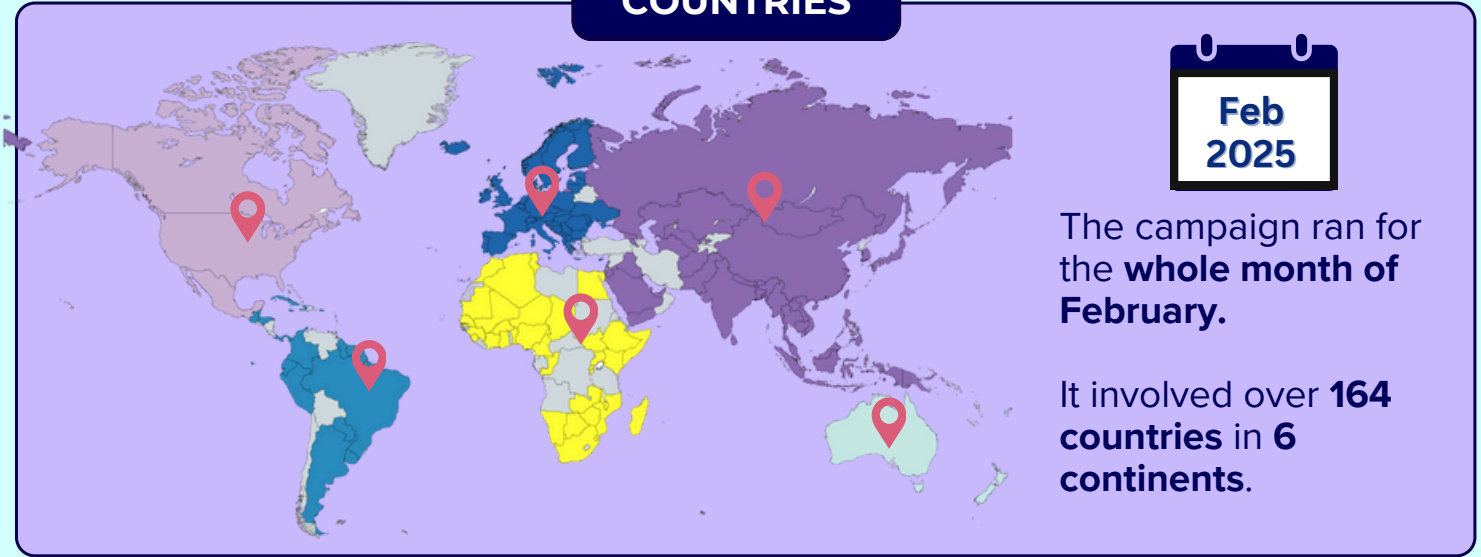 COUNTRIES
Feb
2025
The campaign ran for
the whole month of
February.
It involved over 164
countries in 6
continents.